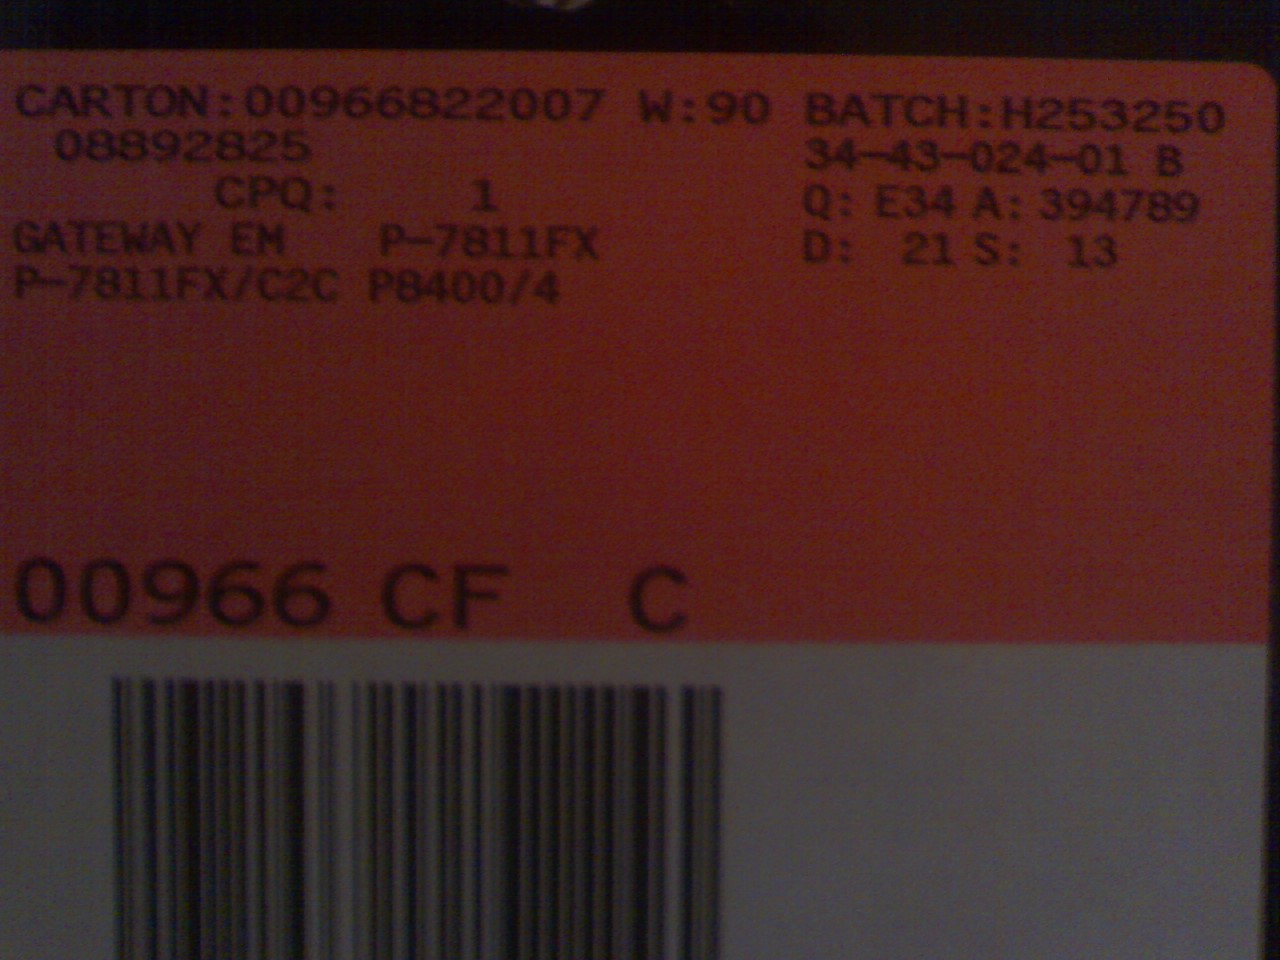 CARTON:00966822007 W:90 BATCH:H253250
08892825 34-43-024-01 B
CPQ: 1 Q: E34 A: 394789
GATEWAY EM P-7811FX D: 21 S: 13
P-7811FX/C2C P8400/4
00966 CF C